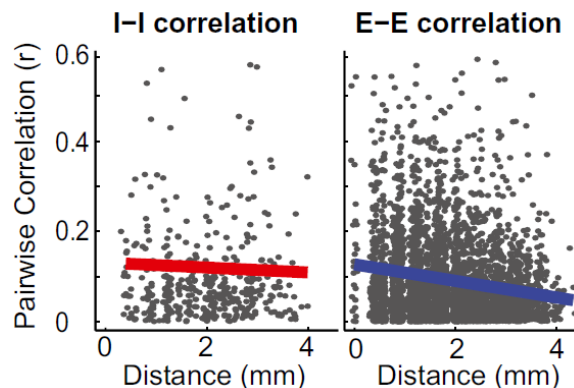 I–I correlation
E–E correlation
Pairwise Correlation (r)
0.6
0.4
0.2
0
0
2
4
0
2
4
Distance (mm)
Distance (mm)